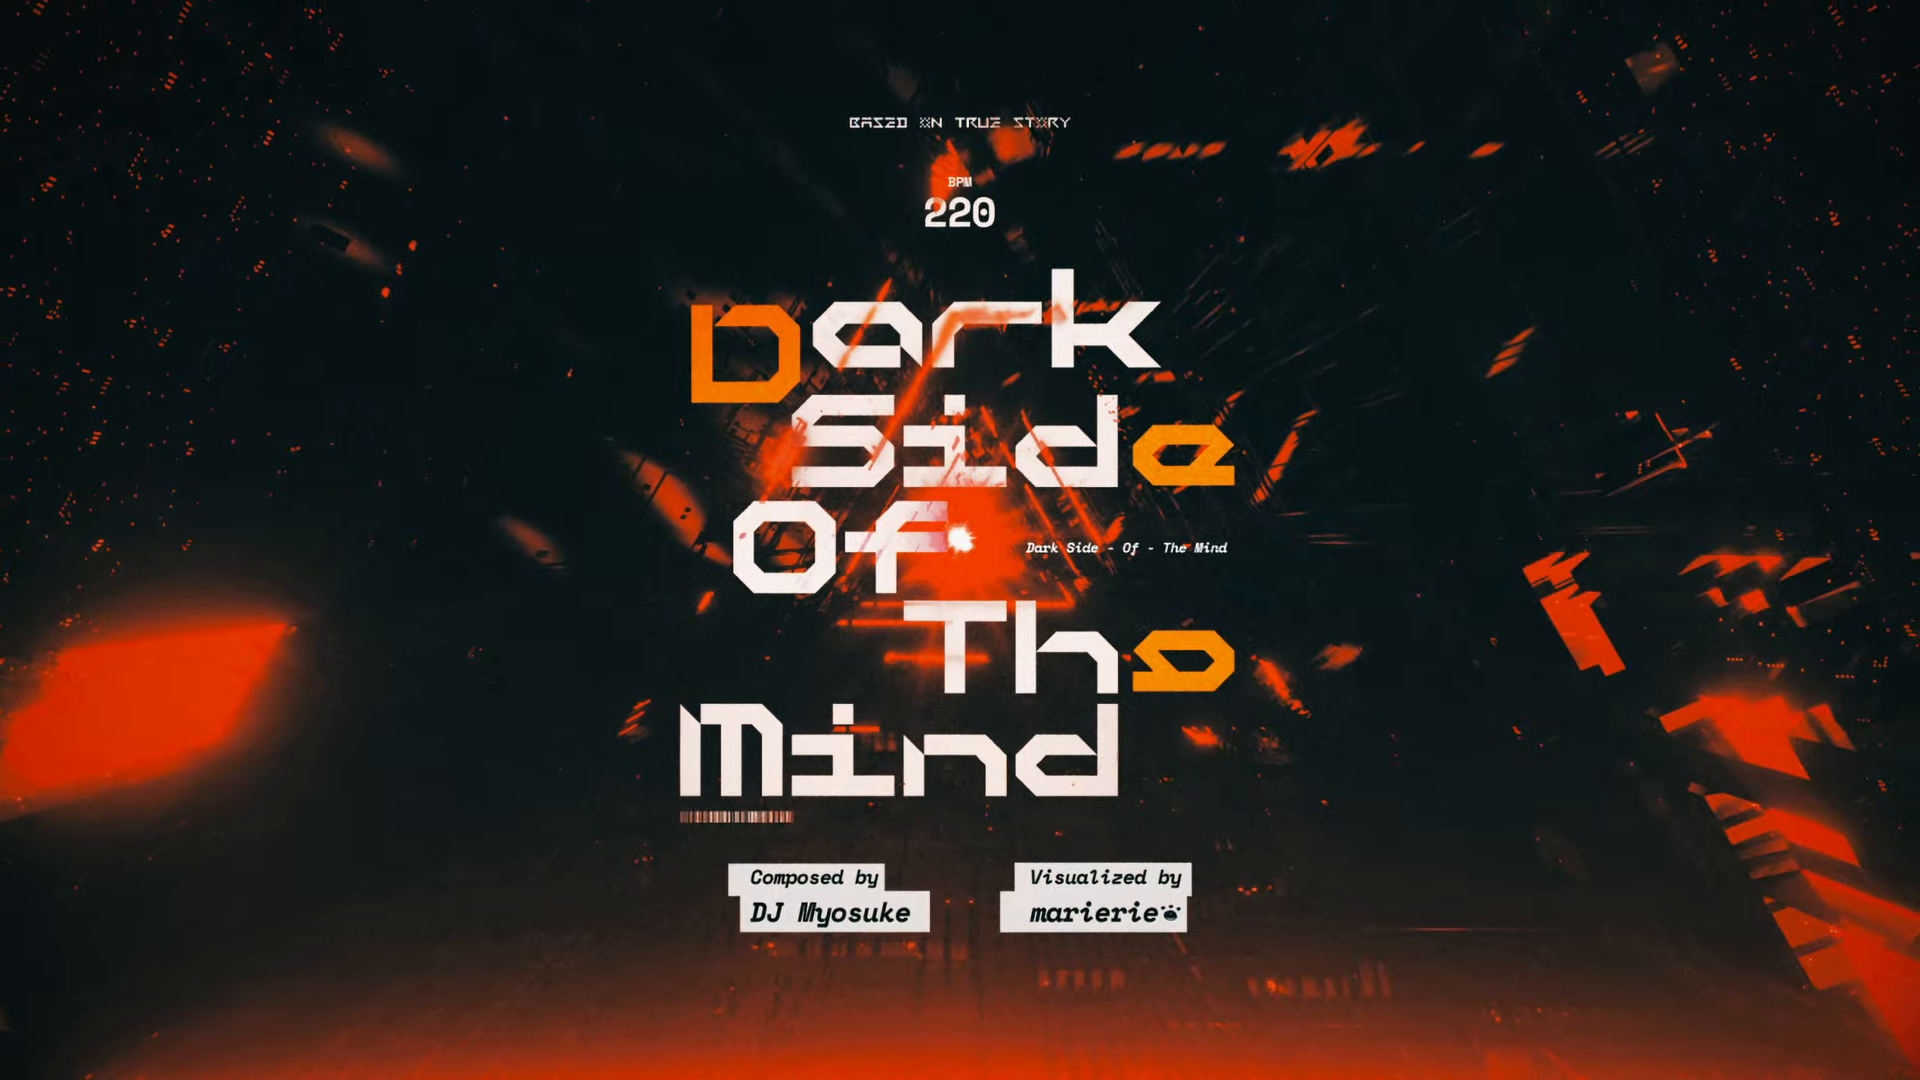 BASED ON TRUE STORY
BPM
220
Dark
Side
Of
Dark Side - Of - The Mind
The
Mind
Composed by
DJ Myosuke
Visualized by
marierie